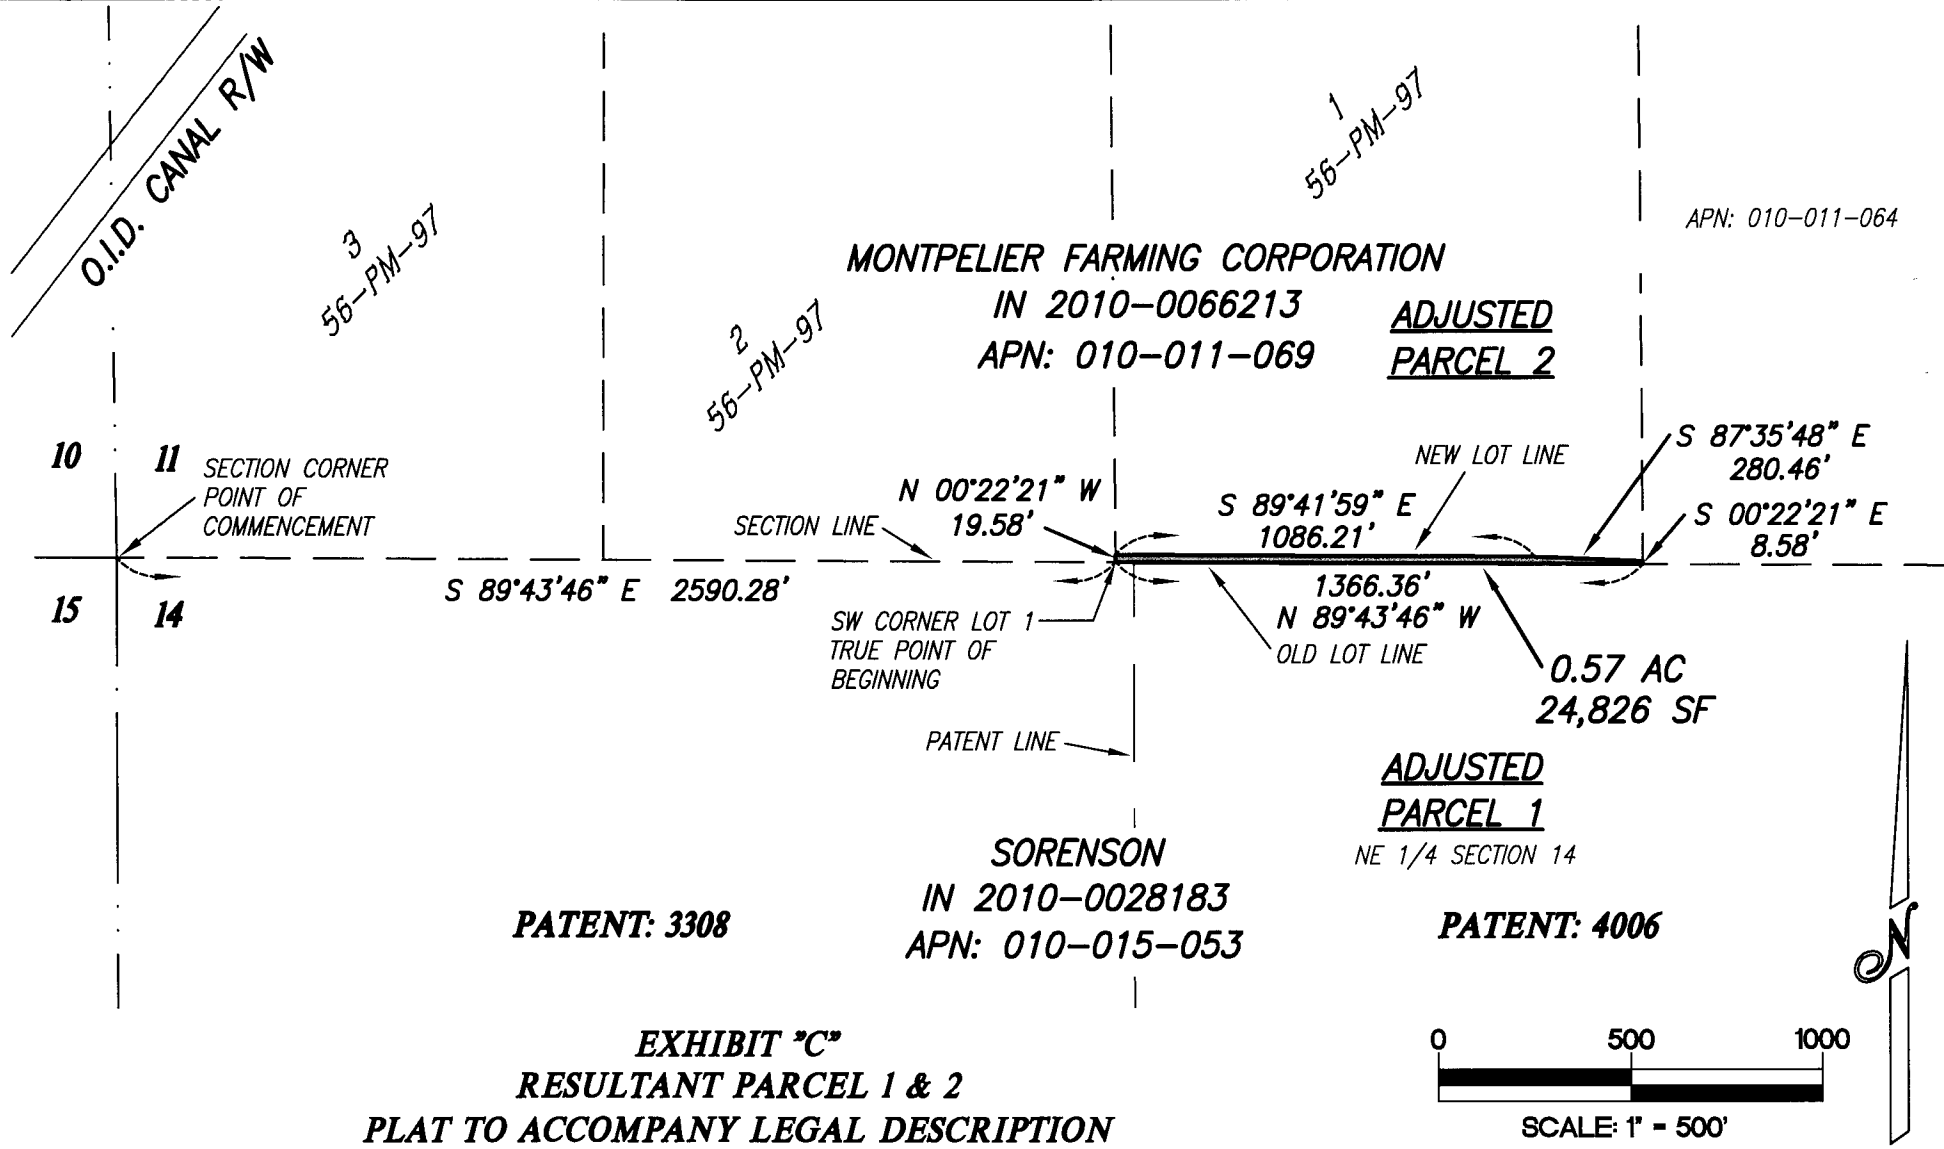 O.I.D. CANAL R/W
3
56-PM-97
2
56-PM-97
1
56-PM-97
APN: 010-011-064
MONTPELIER FARMING CORPORATION
IN 2010-0066213
APN: 010-011-069
ADJUSTED
PARCEL 2
10
11
15
14
SECTION CORNER
POINT OF
COMMENCEMENT
SECTION LINE
N 00°22'21" W
19.58'
S 89°41'59" E
1086.21'
NEW LOT LINE
S 87°35'48" E
280.46'
S 00°22'21" E
8.58'
S 89°43'46" E 2590.28'
SW CORNER LOT 1
TRUE POINT OF
BEGINNING
1366.36'
N 89°43'46" W
OLD LOT LINE
0.57 AC
24,826 SF
PATENT LINE
ADJUSTED
PARCEL 1
NE 1/4 SECTION 14
SORENSON
IN 2010-0028183
APN: 010-015-053
PATENT: 3308
PATENT: 4006
N
EXHIBIT "C"
RESULTANT PARCEL 1 & 2
PLAT TO ACCOMPANY LEGAL DESCRIPTION
0 500 1000
SCALE: 1" = 500'